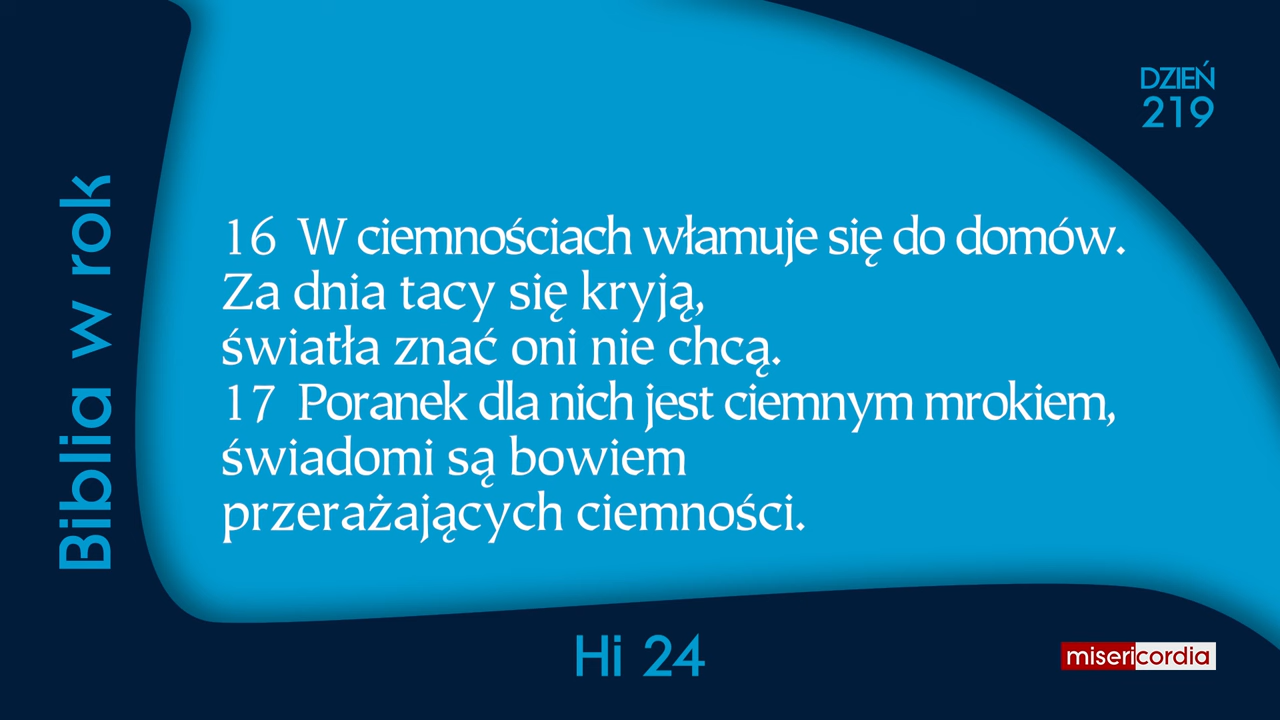 DZIEŃ
219
Biblia w rok
16 W ciemnościach włamuje się do domów.
Za dnia tacy się kryją,
światła znać oni nie chcą.
17 Poranek dla nich jest ciemnym mrokiem,
świadomi są bowiem
przerażających ciemności.
Hi 24
misericordia